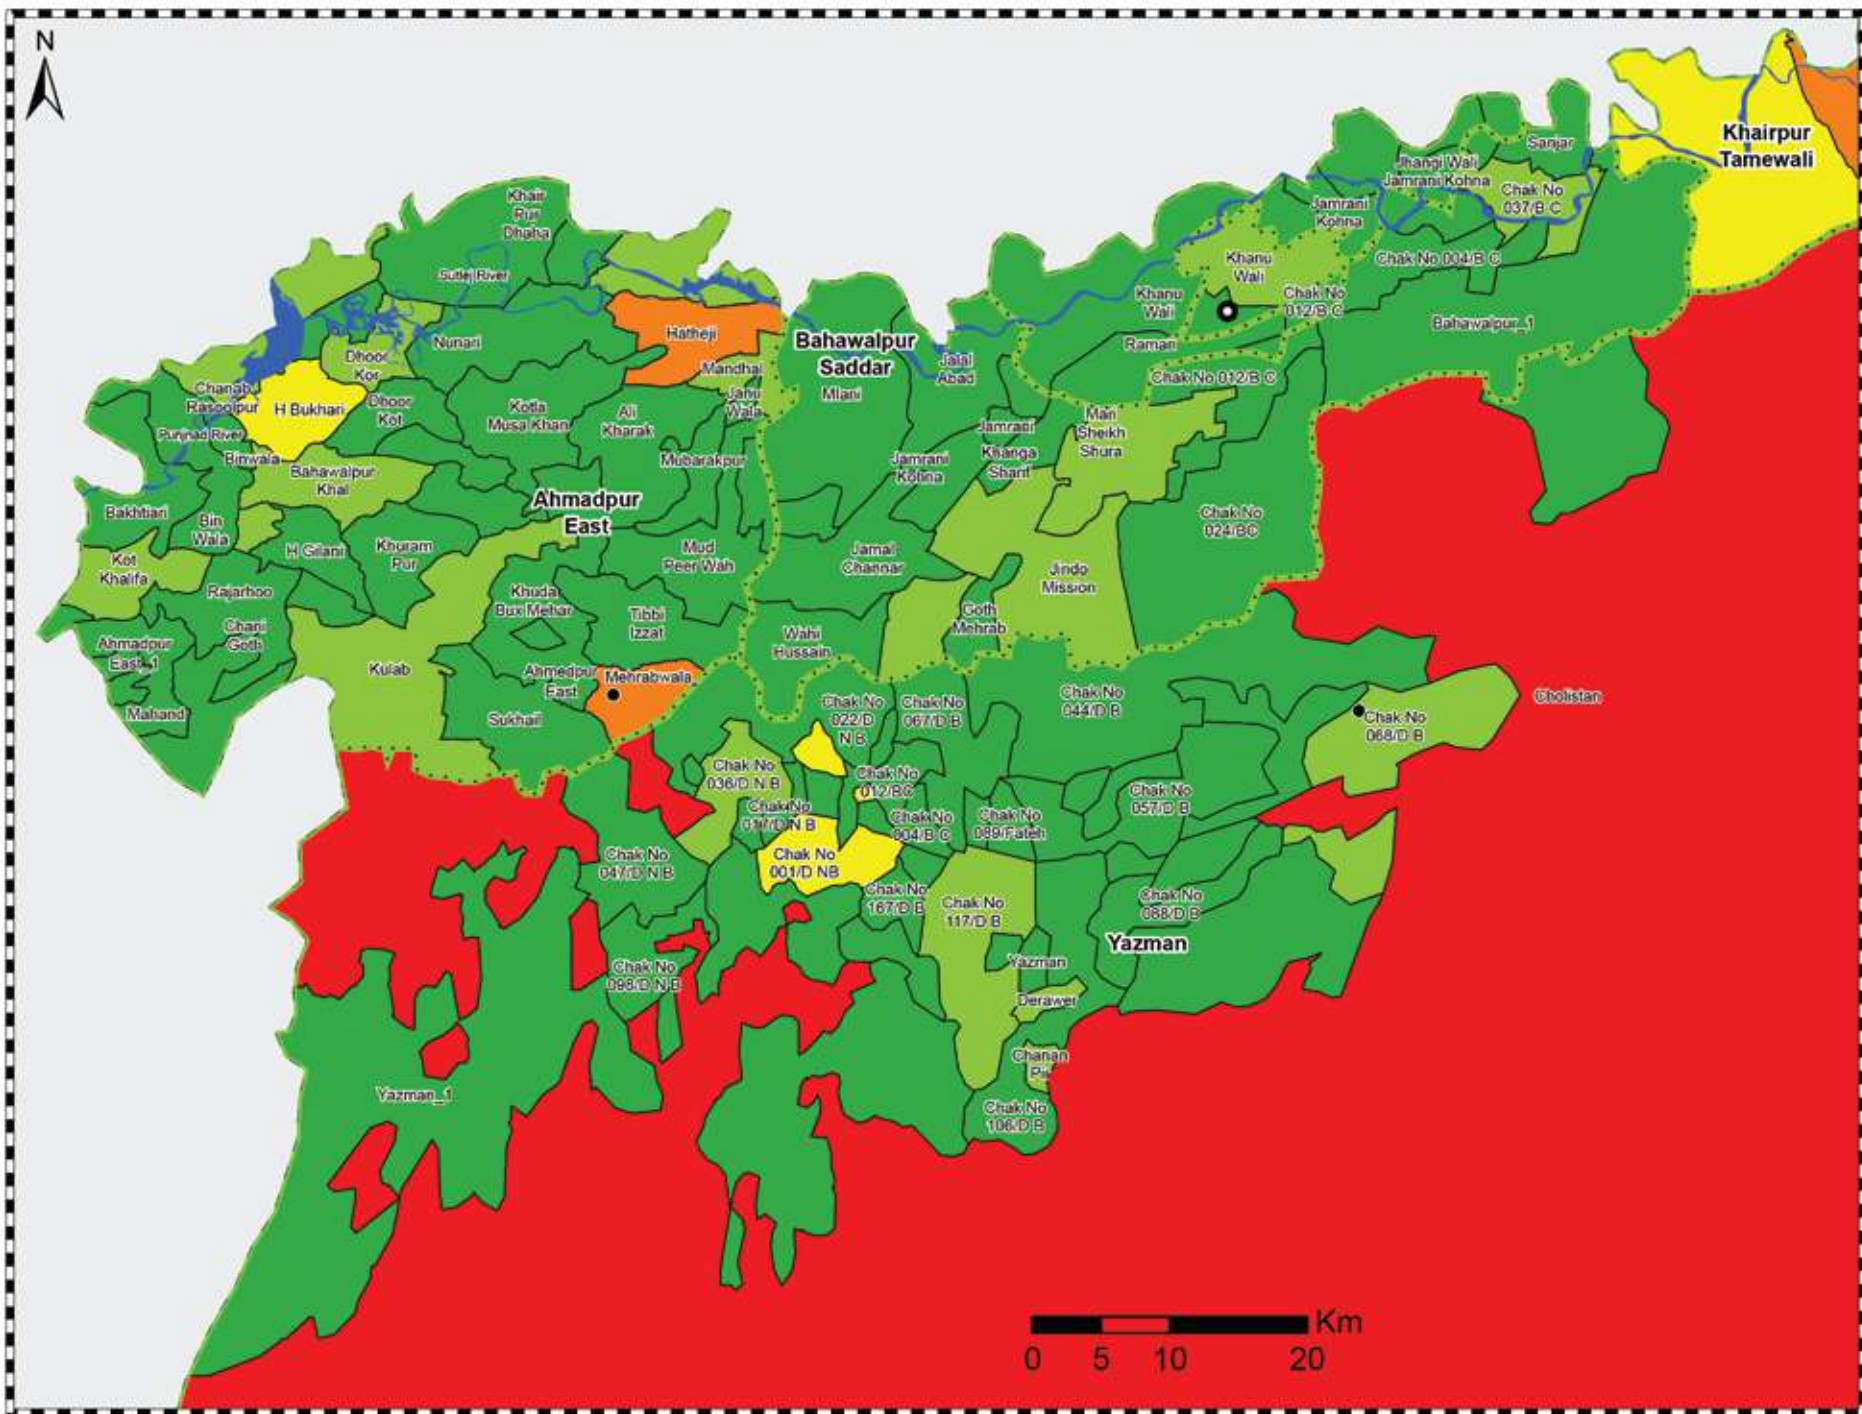 N
Khairpur
Tamewali
Sanjar
Jhangi Wali
Jamrani Kohna
Chak No
037/B C
Khair
Pur
Dhaha
Jamrani
Kohna
Chak No 004/B C
Khanu
Wali
Sutlej River
Khanu
Wali
Chak No
012/B C
Bahawalpur_1
Hatheji
Nunari
Bahawalpur
Saddar
Raman
Dhoor
Kor
Mandhal
Jalal
Abad
Chak No 012/B C
Chanab
Rasoolpur
H Bukhari
Dhoor
Kot
Kotla
Musa Khan
Ali
Kharak
Janu
Wala
Mlani
Punjnad River
Jamrani
Mari
Sheikh
Shura
Binwala
Bahawalpur
Khai
Mubarakpur
Jamrani
Kohna
Khanga
Sharif
Ahmadpur
East
Bakhtiari
Bin
Wala
Chak No
024/BC
H Gilani
Khuram
Pur
Mud
Peer Wah
Jamal
Channar
Kot
Khalifa
Jindo
Mission
Rajarhoo
Khuda
Bux Mehar
Tibbi
Izzat
Goth
Mehrab
Ahmadpur
East_1
Chani
Goth
Wahi
Hussain
Kulab
Ahmedpur
East
Mehrabwala
Mahand
Sukhail
Chak No
022/D
N B
Chak No
067/D B
Chak No
044/D B
Cholistan
Chak No
068/D B
Chak No
036/D N B
Chak No
012/BC
Chak No
057/D B
Chak No
017/D N B
Chak No
004/B C
Chak No
089/Fateh
Chak No
047/D N B
Chak No
001/D NB
Chak No
167/D B
Chak No
117/D B
Chak No
088/D B
Yazman
Chak No
098/D N B
Yazman
Derawer
Chanan
Pir
Yazman_1
Chak No
106/D B
Km
0 5 10 20